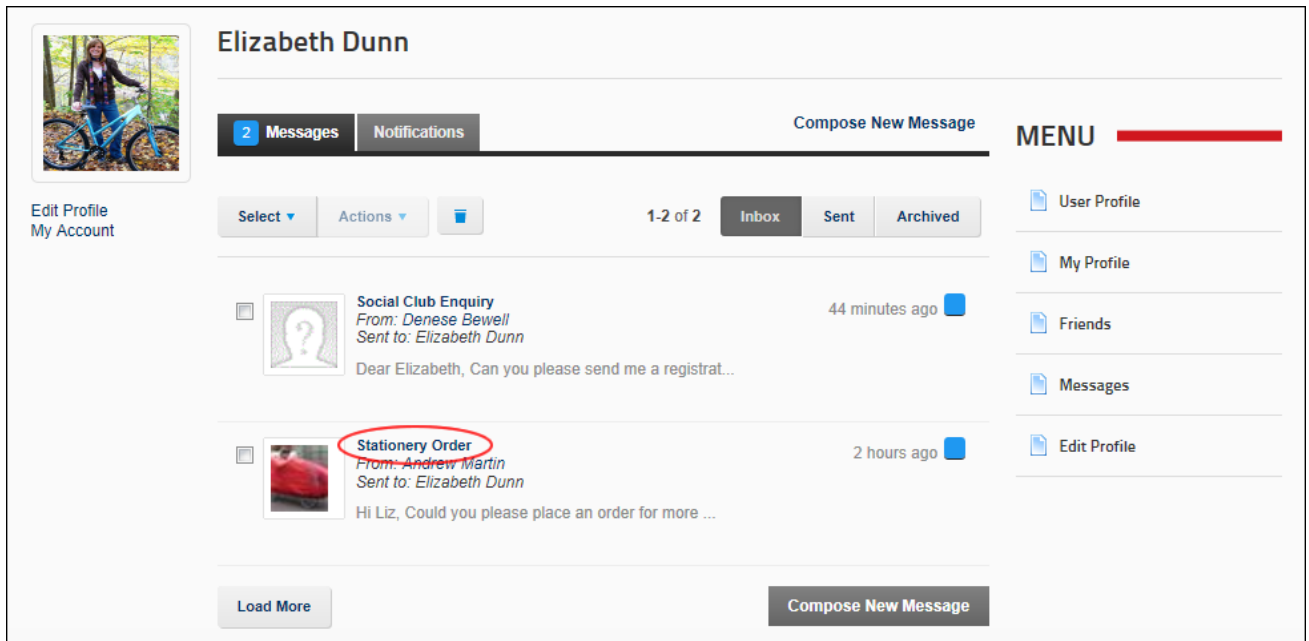 Elizabeth Dunn
Edit Profile
My Account
2 Messages
Notifications
Compose New Message
Select
Actions
1-2 of 2
Inbox
Sent
Archived
Social Club Enquiry
From: Denese Bewell
Sent to: Elizabeth Dunn
Dear Elizabeth, Can you please send me a registrat...
44 minutes ago
Stationery Order
From: Andrew Martin
Sent to: Elizabeth Dunn
Hi Liz, Could you please place an order for more ...
2 hours ago
Load More
Compose New Message
MENU
User Profile
My Profile
Friends
Messages
Edit Profile